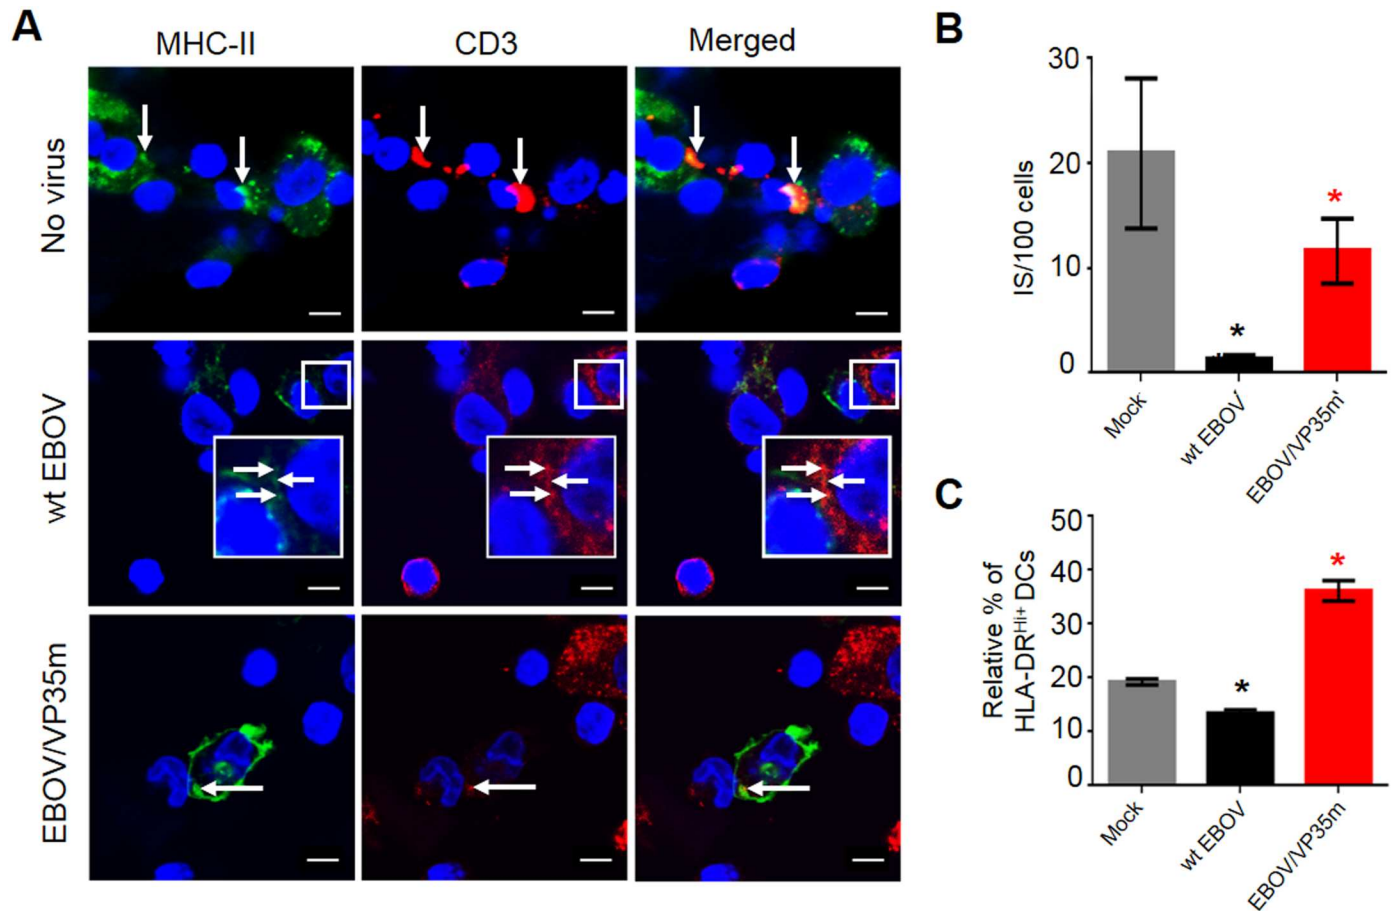 A
MHC-II
CD3
Merged
No virus
wt EBOV
EBOV/VP35m
B
30
20
10
0
IS/100 cells
*
*
Mock
wt EBOV
EBOV/VP35m
C
50
40
30
20
10
0
Relative % of
HLA-DRHi+ DCs
*
*
Mock
wt EBOV
EBOV/VP35m